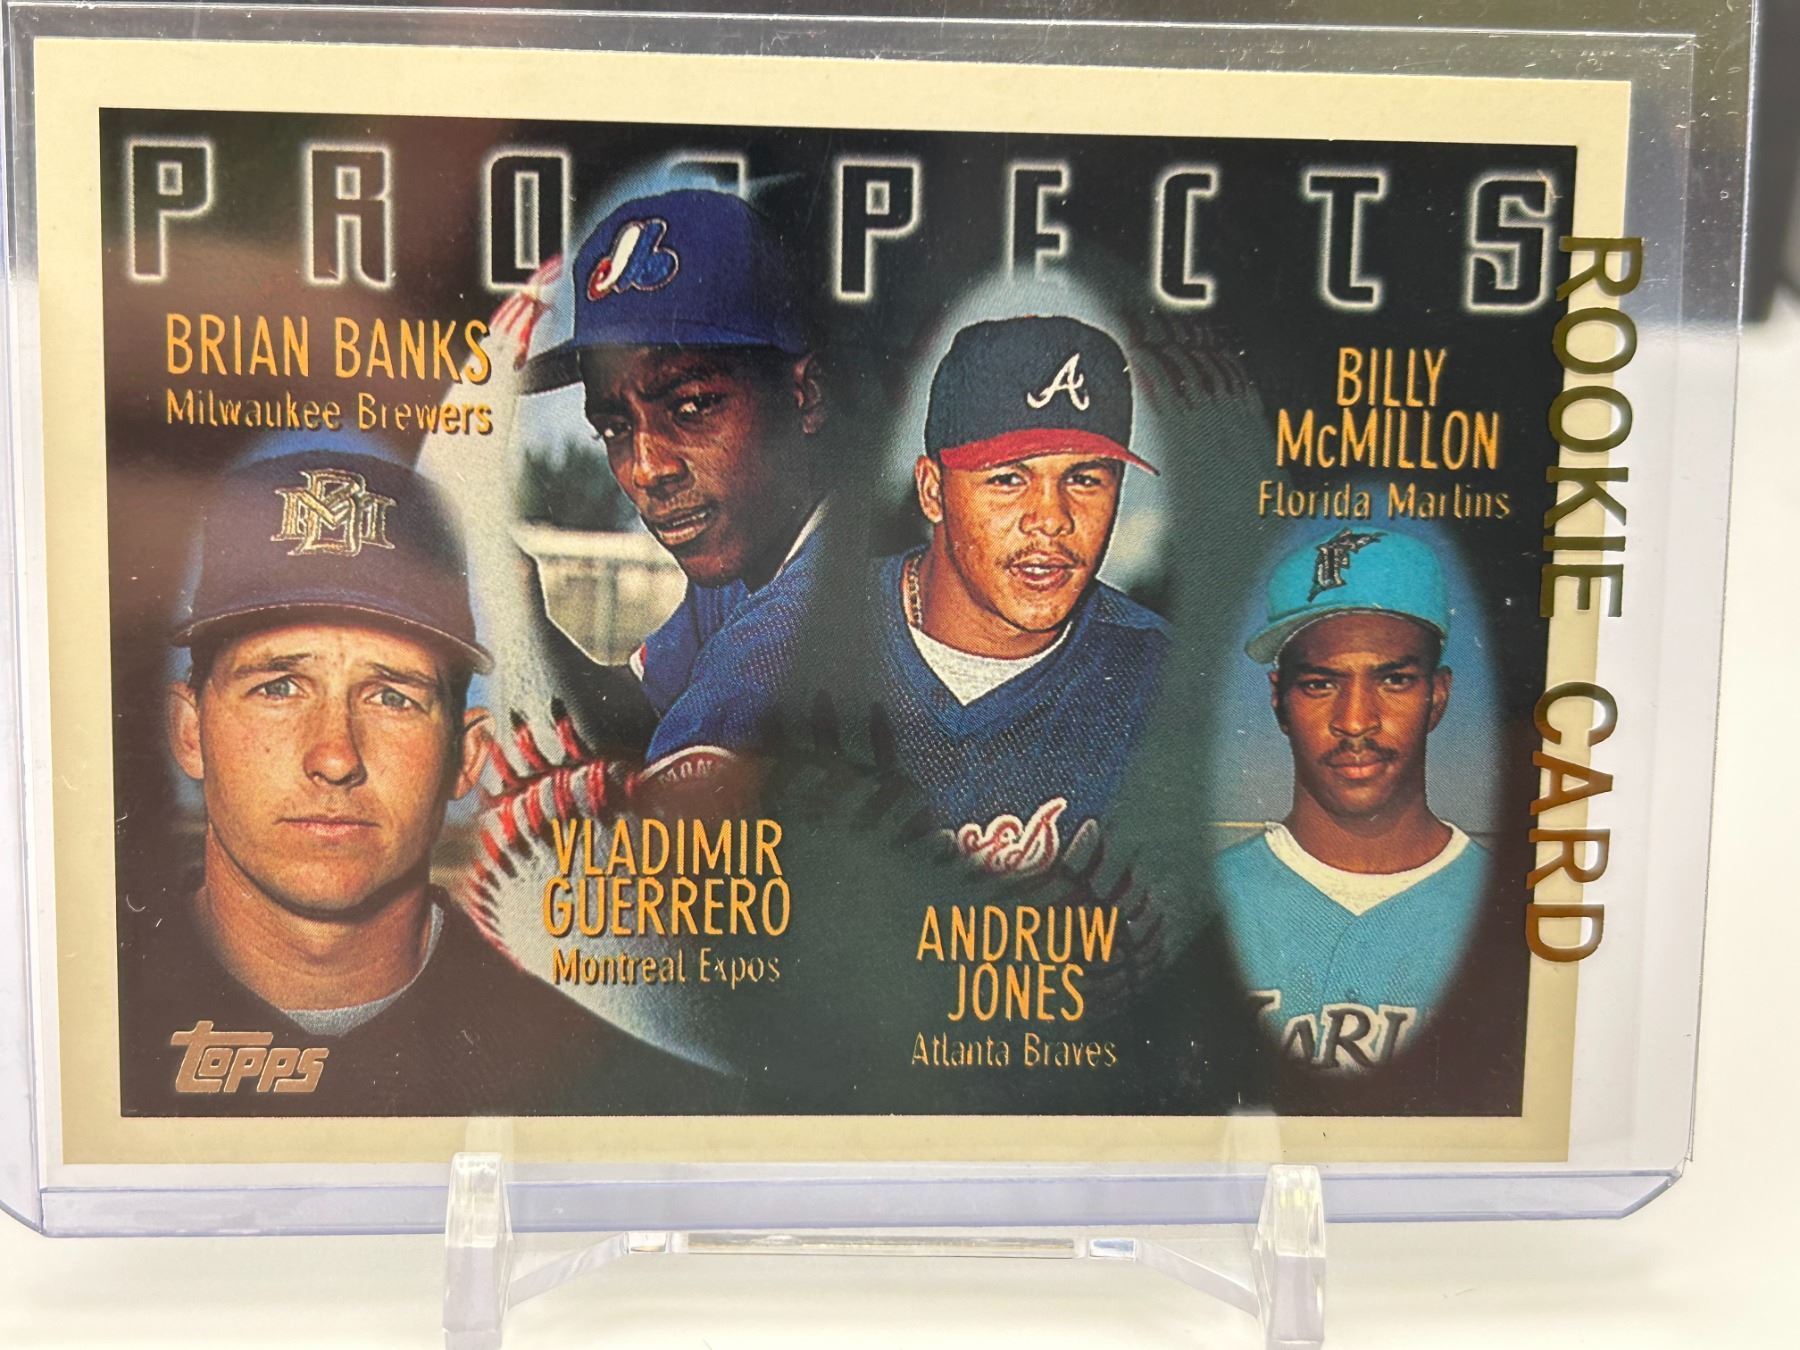 PROSPECTS
BRIAN BANKS
Milwaukee Brewers
BILLY
McMILLON
Florida Marlins
VLADIMIR
GUERRERO
Montreal Expos
ANDRUW
JONES
Atlanta Braves
TOPPS
ROOKIE CARD